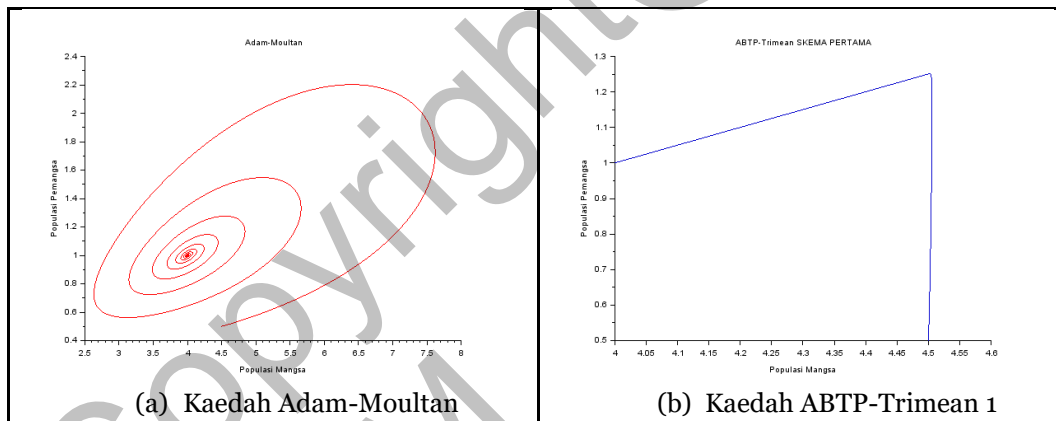 Adam-Moultan
2.4
2.2
2
1.8
1.6
1.4
1.2
1
0.8
0.6
0.4
Populasi Pemangsa
2.5 3 3.5 4 4.5 5 5.5 6 6.5 7 7.5 8
Populasi Mangsa
(a) Kaedah Adam-Moultan
ABTP-Trimean SKEMA PERTAMA
1.3
1.2
1.1
1
0.9
0.8
0.7
0.6
0.5
Populasi Pemangsa
4 4.05 4.1 4.15 4.2 4.25 4.3 4.35 4.4 4.45 4.5 4.55 4.6
Populasi Mangsa
(b) Kaedah ABTP-Trimean 1
Copyright